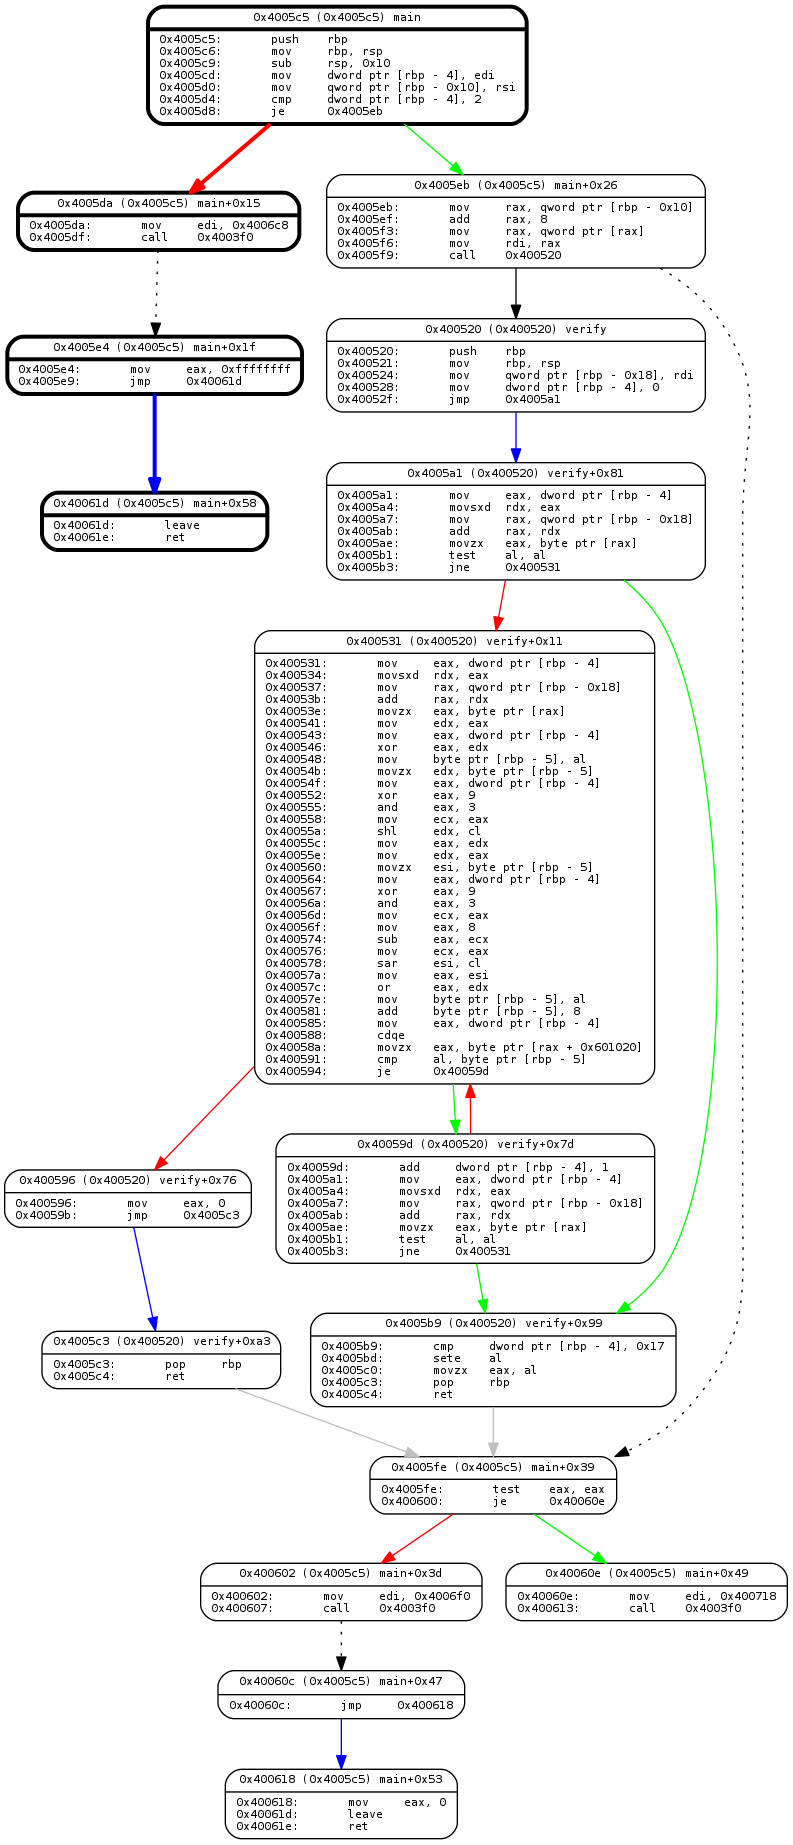 0x4005c5 (0x4005c5) main
0x4005c5: push rbp
0x4005c6: mov rbp, rsp
0x4005c9: sub rsp, 0x10
0x4005cd: mov dword ptr [rbp - 4], edi
0x4005d0: mov qword ptr [rbp - 0x10], rsi
0x4005d4: cmp dword ptr [rbp - 4], 2
0x4005d8: je 0x4005eb
0x4005da (0x4005c5) main+0x15
0x4005da: mov edi, 0x4006c8
0x4005df: call 0x4003f0
0x4005eb (0x4005c5) main+0x26
0x4005eb: mov rax, qword ptr [rbp - 0x10]
0x4005ef: add rax, 8
0x4005f3: mov rax, qword ptr [rax]
0x4005f6: mov rdi, rax
0x4005f9: call 0x400520
0x4005e4 (0x4005c5) main+0x1f
0x4005e4: mov eax, 0xffffffff
0x4005e9: jmp 0x40061d
0x400520 (0x400520) verify
0x400520: push rbp
0x400521: mov rbp, rsp
0x400524: mov qword ptr [rbp - 0x18], rdi
0x400528: mov dword ptr [rbp - 4], 0
0x40052f: jmp 0x4005a1
0x40061d (0x4005c5) main+0x58
0x40061d: leave
0x40061e: ret
0x4005a1 (0x400520) verify+0x81
0x4005a1: mov eax, dword ptr [rbp - 4]
0x4005a4: movsxd rdx, eax
0x4005a7: mov rax, qword ptr [rbp - 0x18]
0x4005ab: add rax, rdx
0x4005ae: movzx eax, byte ptr [rax]
0x4005b1: test al, al
0x4005b3: jne 0x400531
0x400531 (0x400520) verify+0x11
0x400531: mov eax, dword ptr [rbp - 4]
0x400534: movsxd rdx, eax
0x400537: mov rax, qword ptr [rbp - 0x18]
0x40053b: add rax, rdx
0x40053e: movzx eax, byte ptr [rax]
0x400541: mov edx, eax
0x400543: mov eax, dword ptr [rbp - 4]
0x400546: xor eax, edx
0x400548: mov byte ptr [rbp - 5], al
0x40054b: movzx edx, byte ptr [rbp - 5]
0x40054f: mov eax, dword ptr [rbp - 4]
0x400552: xor eax, 9
0x400555: and eax, 3
0x400558: mov ecx, eax
0x40055a: shl edx, cl
0x40055c: mov eax, edx
0x40055e: mov edx, eax
0x400560: movzx esi, byte ptr [rbp - 5]
0x400564: mov eax, dword ptr [rbp - 4]
0x400567: xor eax, 9
0x40056a: and eax, 3
0x40056d: mov ecx, eax
0x40056f: mov eax, 8
0x400574: sub eax, ecx
0x400576: mov ecx, eax
0x400578: sar esi, cl
0x40057a: mov eax, esi
0x40057c: or eax, edx
0x40057e: mov byte ptr [rbp - 5], al
0x400581: add byte ptr [rbp - 5], 8
0x400585: mov eax, dword ptr [rbp - 4]
0x400588: cdqe
0x40058a: movzx eax, byte ptr [rax + 0x601020]
0x400591: cmp al, byte ptr [rbp - 5]
0x400594: je 0x40059d
0x400596 (0x400520) verify+0x76
0x400596: mov eax, 0
0x40059b: jmp 0x4005c3
0x40059d (0x400520) verify+0x7d
0x40059d: add dword ptr [rbp - 4], 1
0x4005a1: mov eax, dword ptr [rbp - 4]
0x4005a4: movsxd rdx, eax
0x4005a7: mov rax, qword ptr [rbp - 0x18]
0x4005ab: add rax, rdx
0x4005ae: movzx eax, byte ptr [rax]
0x4005b1: test al, al
0x4005b3: jne 0x400531
0x4005c3 (0x400520) verify+0xa3
0x4005c3: pop rbp
0x4005c4: ret
0x4005b9 (0x400520) verify+0x99
0x4005b9: cmp dword ptr [rbp - 4], 0x17
0x4005bd: sete al
0x4005c0: movzx eax, al
0x4005c3: pop rbp
0x4005c4: ret
0x4005fe (0x4005c5) main+0x39
0x4005fe: test eax, eax
0x400600: je 0x40060e
0x400602 (0x4005c5) main+0x3d
0x400602: mov edi, 0x4006f0
0x400607: call 0x4003f0
0x40060e (0x4005c5) main+0x49
0x40060e: mov edi, 0x400718
0x400613: call 0x4003f0
0x40060c (0x4005c5) main+0x47
0x40060c: jmp 0x400618
0x400618 (0x4005c5) main+0x53
0x400618: mov eax, 0
0x40061d: leave
0x40061e: ret